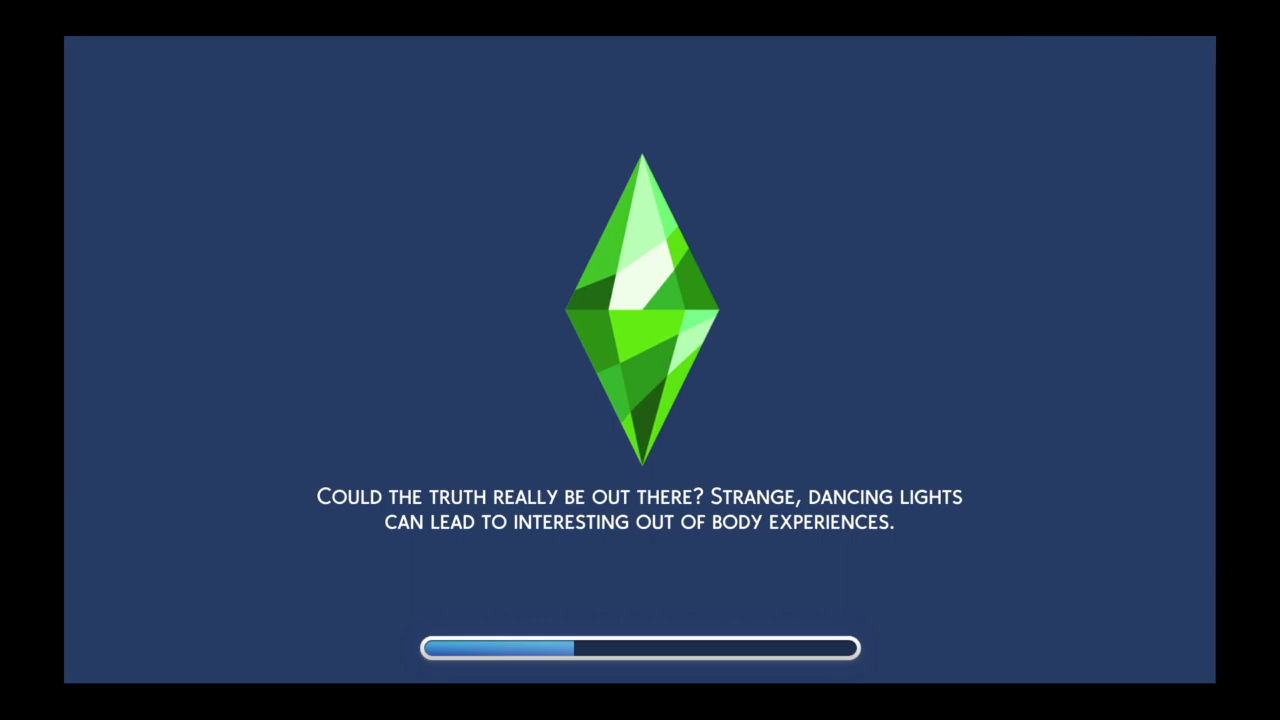 Could the truth really be out there? Strange, dancing lights
can lead to interesting out of body experiences.